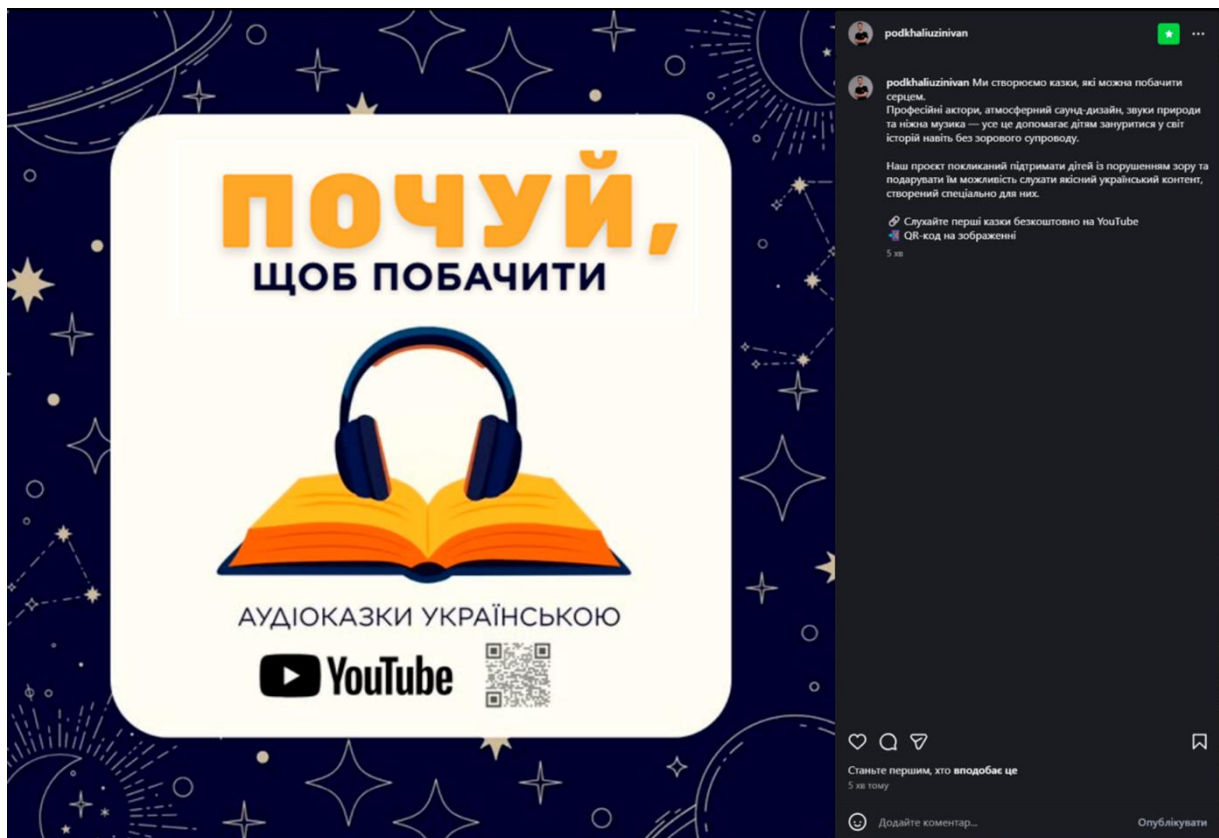 ПОЧУЙ,
ЩОБ ПОБАЧИТИ
АУДІОКАЗКИ УКРАЇНСЬКОЮ
YouTube
podkhaliuzinivan
podkhaliuzinivan Ми створюємо казки, які можна побачити
серцем.
Професійні актори, атмосферний саунд-дизайн, звуки природи
та ніжна музика — усе це допомагає дітям зануритися у світ
історій навіть без зорового супроводу.
Наш проєкт покликаний підтримати дітей із порушенням зору та
подарувати їм можливість слухати якісний український контент,
створений спеціально для них.
🔗 Слухайте перші казки безкоштовно на YouTube
📲 QR-код на зображенні
5 хв
Станьте першим, хто вподобає це
5 хв тому
Додайте коментар...
Опублікувати